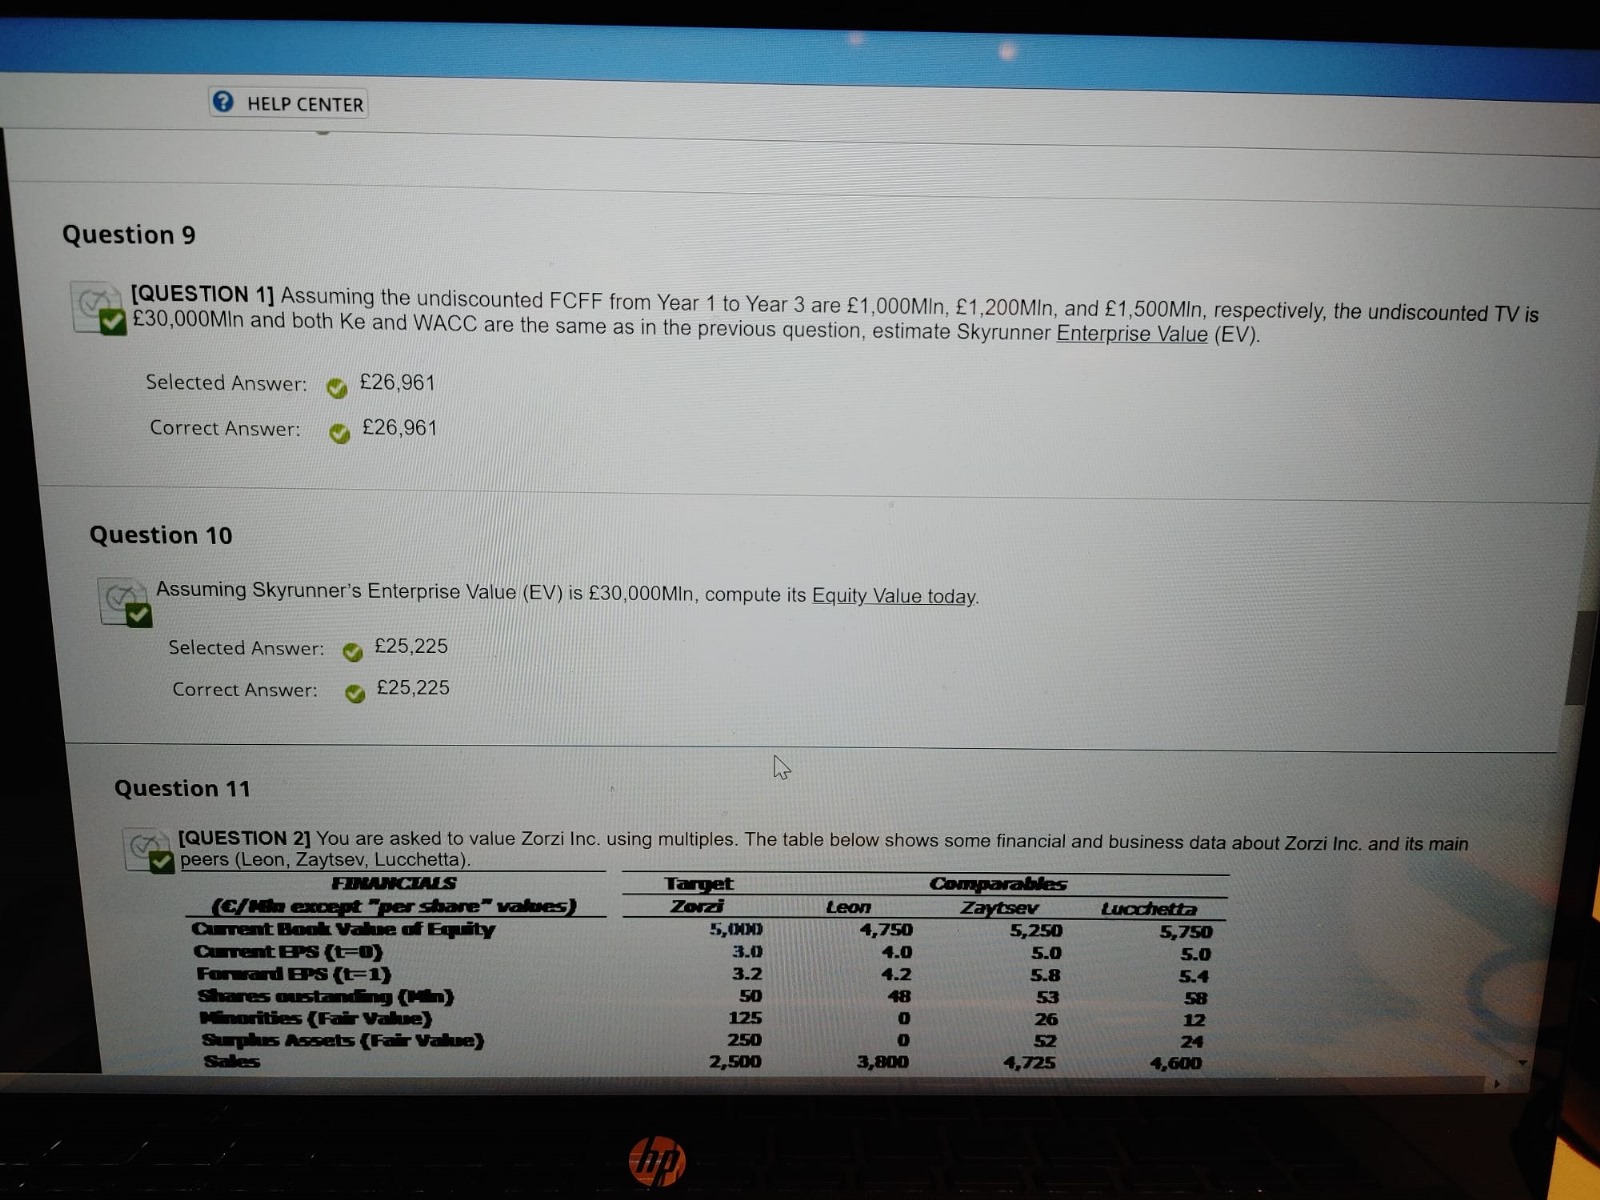 HELP CENTER
Question 9
[QUESTION 1] Assuming the undiscounted FCFF from Year 1 to Year 3 are £1,000Mln, £1,200Mln, and £1,500Mln, respectively, the undiscounted TV is
£30,000Mln and both Ke and WACC are the same as in the previous question, estimate Skyrunner Enterprise Value (EV).
Selected Answer: £26,961
Correct Answer: £26,961
Question 10
Assuming Skyrunner's Enterprise Value (EV) is £30,000Mln, compute its Equity Value today.
Selected Answer: £25,225
Correct Answer: £25,225
Question 11
[QUESTION 2] You are asked to value Zorzi Inc. using multiples. The table below shows some financial and business data about Zorzi Inc. and its main
peers (Leon, Zaytsev, Lucchetta).
FINANCIALS Target Comparables
(€/Mln except "per share" values) Zorzi Leon Zaytsev Lucchetta
Current Book Value of Equity 5,000 4,750 5,250 5,750
Current EPS (t=0) 3.0 4.0 5.0 5.0
Forward EPS (t=1) 3.2 4.2 5.8 5.4
Shares oustanding (Mln) 50 48 53 58
Minorities (Fair Value) 125 0 26 12
Surplus Assets (Fair Value) 250 0 52 24
Sales 2,500 3,800 4,725 4,600
hp